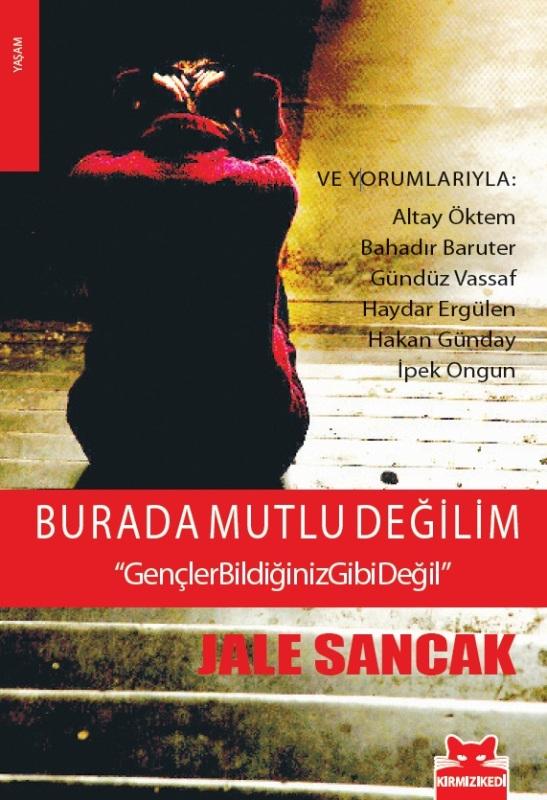 YAŞAM
VE YORUMLARIYLA:
Altay Öktem
Bahadır Baruter
Gündüz Vassaf
Haydar Ergülen
Hakan Günday
İpek Ongun
BURADA MUTLU DEĞİLİM
“GençlerBildiğinizGibiDeğil”
JALE SANCAK
KIRMIZIKEDİ